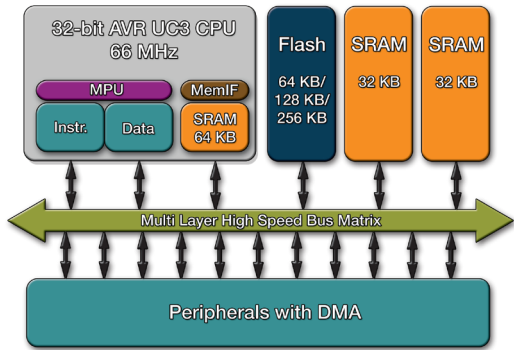 32-bit AVR UC3 CPU
66 MHz
MPU
MemIF
Instr.
Data
SRAM
64 KB
Flash
64 KB/
128 KB/
256 KB
SRAM
32 KB
SRAM
32 KB
Multi Layer High Speed Bus Matrix
Peripherals with DMA